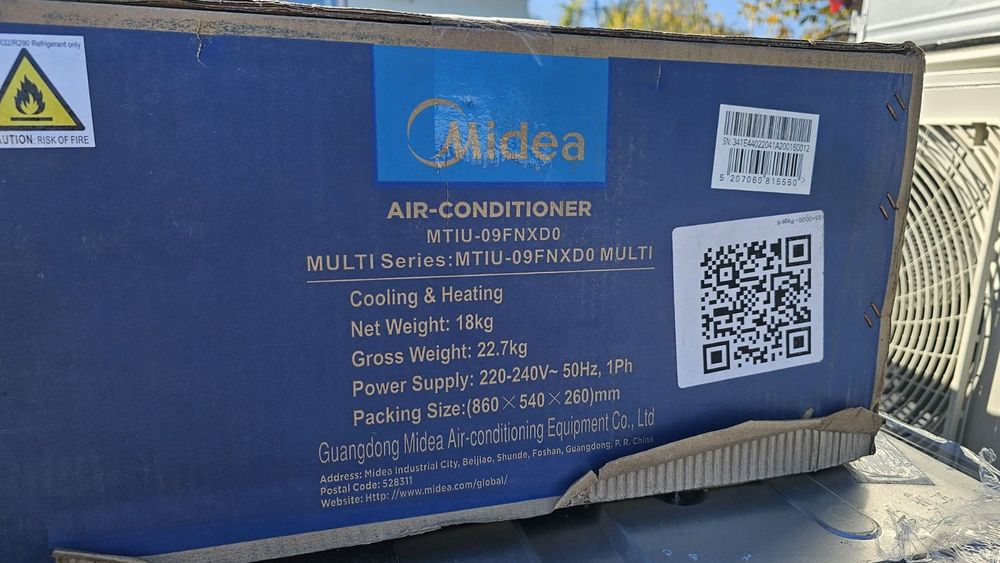 R32/R290 Refrigerant only
CAUTION: RISK OF FIRE
Midea
AIR-CONDITIONER
MTIU-09FNXD0
MULTI Series:MTIU-09FNXD0 MULTI
Cooling & Heating
Net Weight: 18kg
Gross Weight: 22.7kg
Power Supply: 220-240V~ 50Hz, 1Ph
Packing Size:(860×540×260)mm
Guangdong Midea Air-conditioning Equipment Co., Ltd
Address: Midea Industrial City, Beijiao, Shunde, Foshan, Guangdong, P. R. China
Postal Code: 528311
Website: Http: //www.midea.com/global/
SN: 341E44022041A200160012
5 207060 815550 >